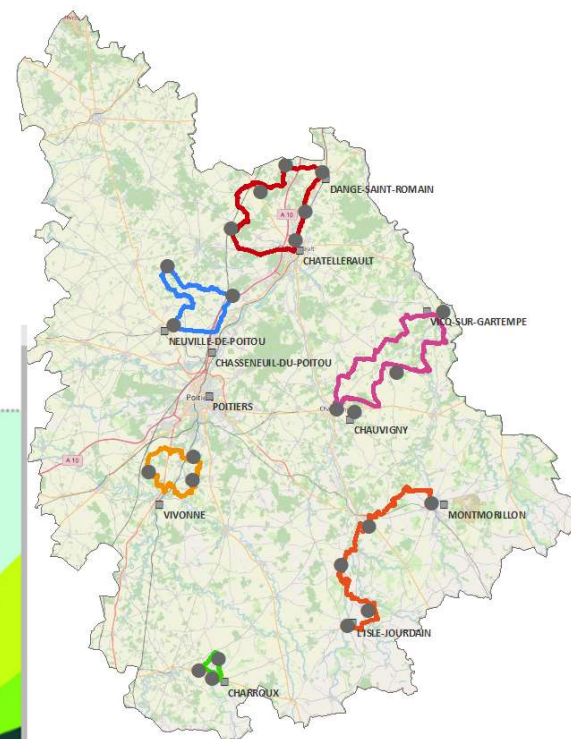 DANGE-SAINT-ROMAIN
A 10
CHATELLERAULT
VICQ-SUR-GARTEMPE
NEUVILLE-DE-POITOU
CHASSENEUIL-DU-POITOU
POITIERS
CHAUVIGNY
A 10
VIVONNE
MONTMORILLON
L'ISLE-JOURDAIN
CHARROUX